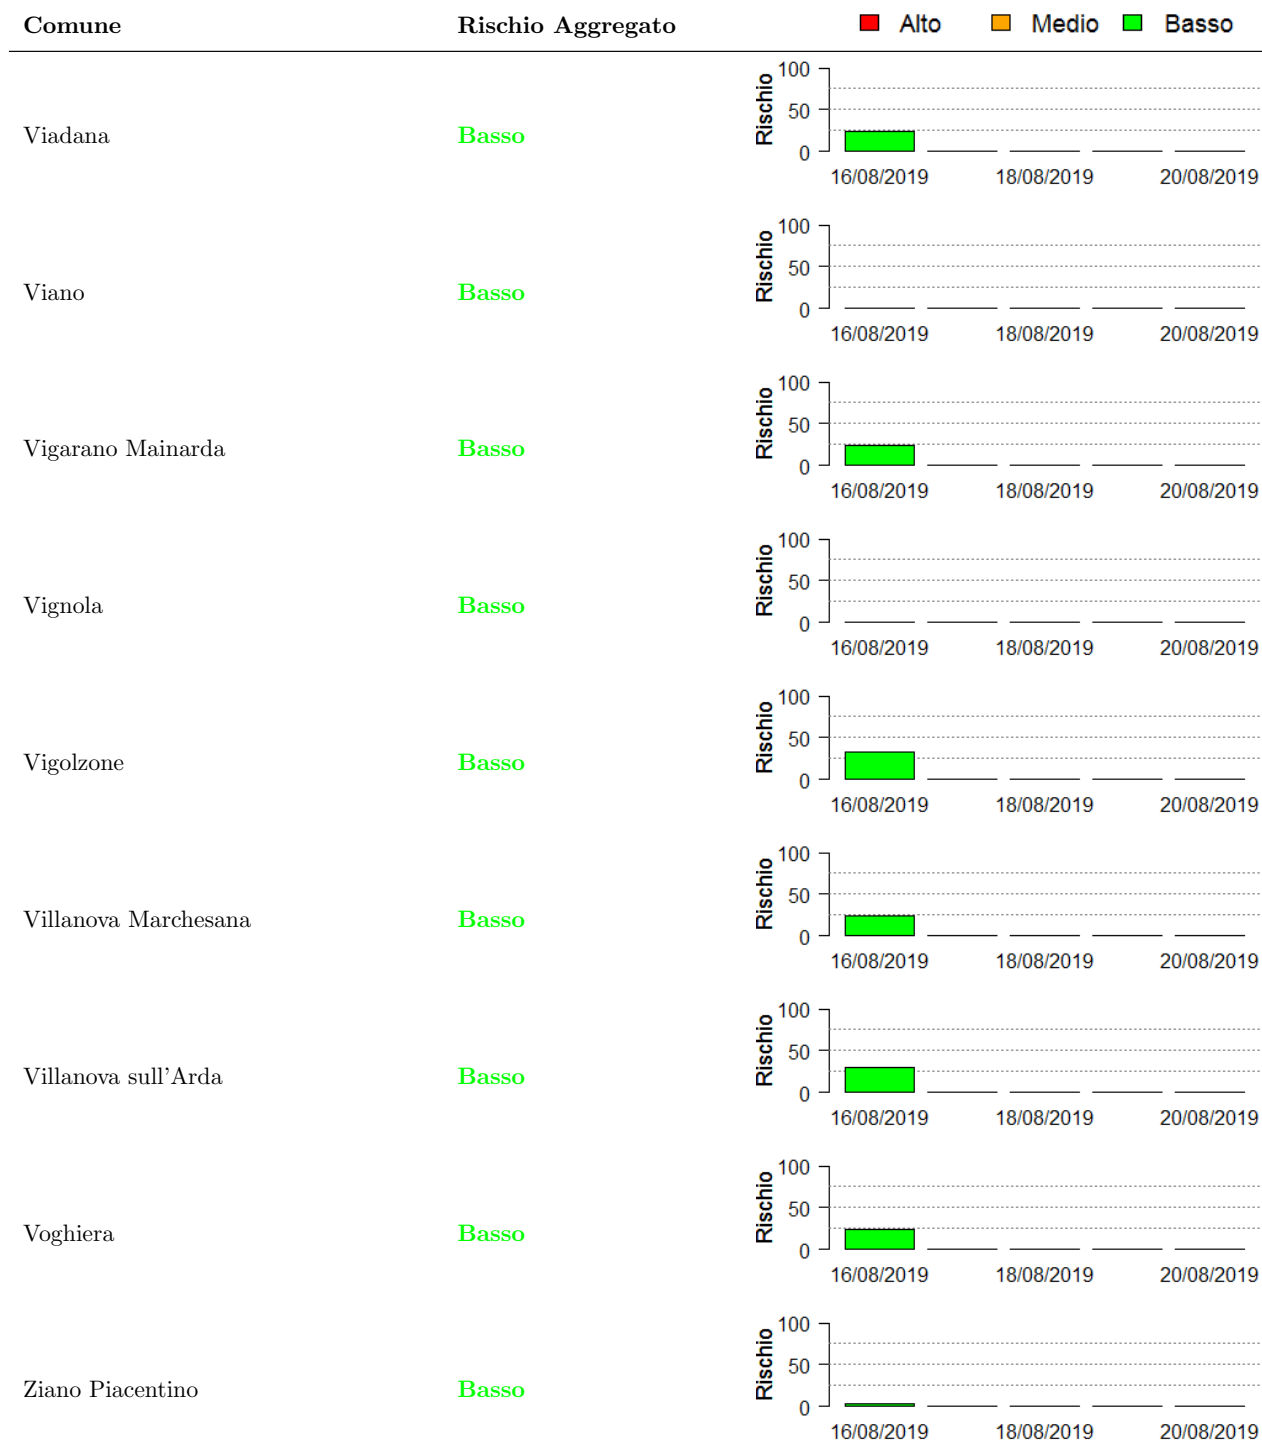 Comune Rischio Aggregato Alto Medio Basso
100
50
0
Rischio
Viadana Basso
16/08/2019 18/08/2019 20/08/2019
100
50
0
Rischio
Viano Basso
16/08/2019 18/08/2019 20/08/2019
100
50
0
Rischio
Vigarano Mainarda Basso
16/08/2019 18/08/2019 20/08/2019
100
50
0
Rischio
Vignola Basso
16/08/2019 18/08/2019 20/08/2019
100
50
0
Rischio
Vigolzone Basso
16/08/2019 18/08/2019 20/08/2019
100
50
0
Rischio
Villanova Marchesana Basso
16/08/2019 18/08/2019 20/08/2019
100
50
0
Rischio
Villanova sull'Arda Basso
16/08/2019 18/08/2019 20/08/2019
100
50
0
Rischio
Voghiera Basso
16/08/2019 18/08/2019 20/08/2019
100
50
0
Rischio
Ziano Piacentino Basso
16/08/2019 18/08/2019 20/08/2019